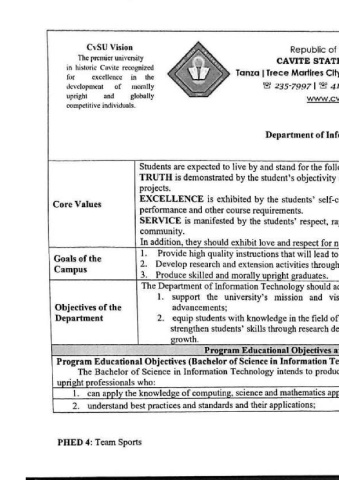 CvSU Vision
The premier university
in historic Cavite recognized
for excellence in the
development of morally
upright and globally
competitive individuals.
Republic of
CAVITE STAT
Tanza | Trece Martires City
☏ 235-7997 | ☏ 41
www.cv
Department of Info
Core Values
Students are expected to live by and stand for the follo
TRUTH is demonstrated by the student's objectivity
projects.
EXCELLENCE is exhibited by the students' self-c
performance and other course requirements.
SERVICE is manifested by the students' respect, ra
community.
In addition, they should exhibit love and respect for n
Goals of the
Campus
1. Provide high quality instructions that will lead to
2. Develop research and extension activities through
3. Produce skilled and morally upright graduates.
Objectives of the
Department
The Department of Information Technology should ac
1. support the university's mission and vis
advancements;
2. equip students with knowledge in the field of
strengthen students' skills through research de
growth.
Program Educational Objectives a
Program Educational Objectives (Bachelor of Science in Information Te
The Bachelor of Science in Information Technology intends to produc
upright professionals who:
1. can apply the knowledge of computing, science and mathematics app
2. understand best practices and standards and their applications;
PHED 4: Team Sports